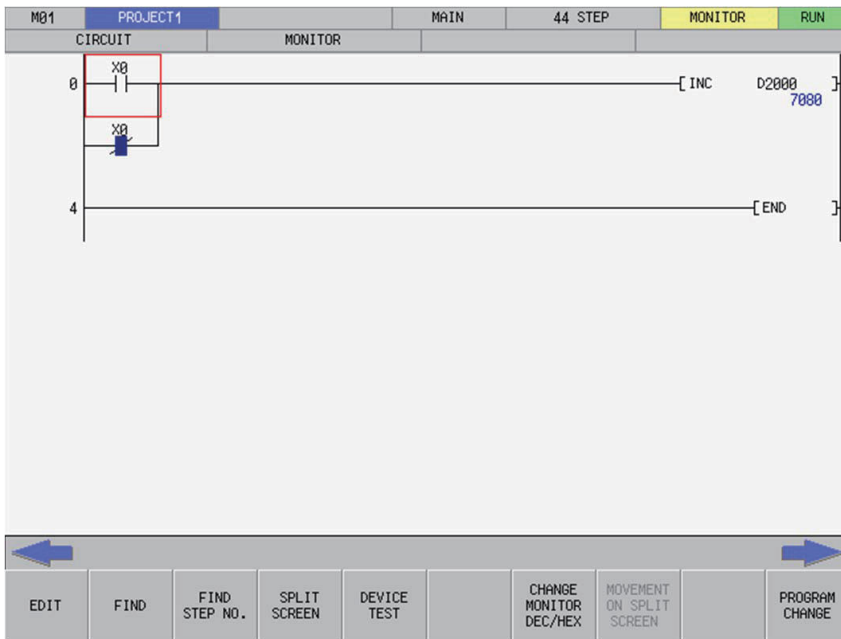 M01 PROJECT1 MAIN 44 STEP MONITOR RUN
CIRCUIT MONITOR
X0
0 [ INC D2000 ]
7080
X0
4 [ END ]
EDIT FIND FIND STEP NO. SPLIT SCREEN DEVICE TEST CHANGE MONITOR DEC/HEX MOVEMENT ON SPLIT SCREEN PROGRAM CHANGE